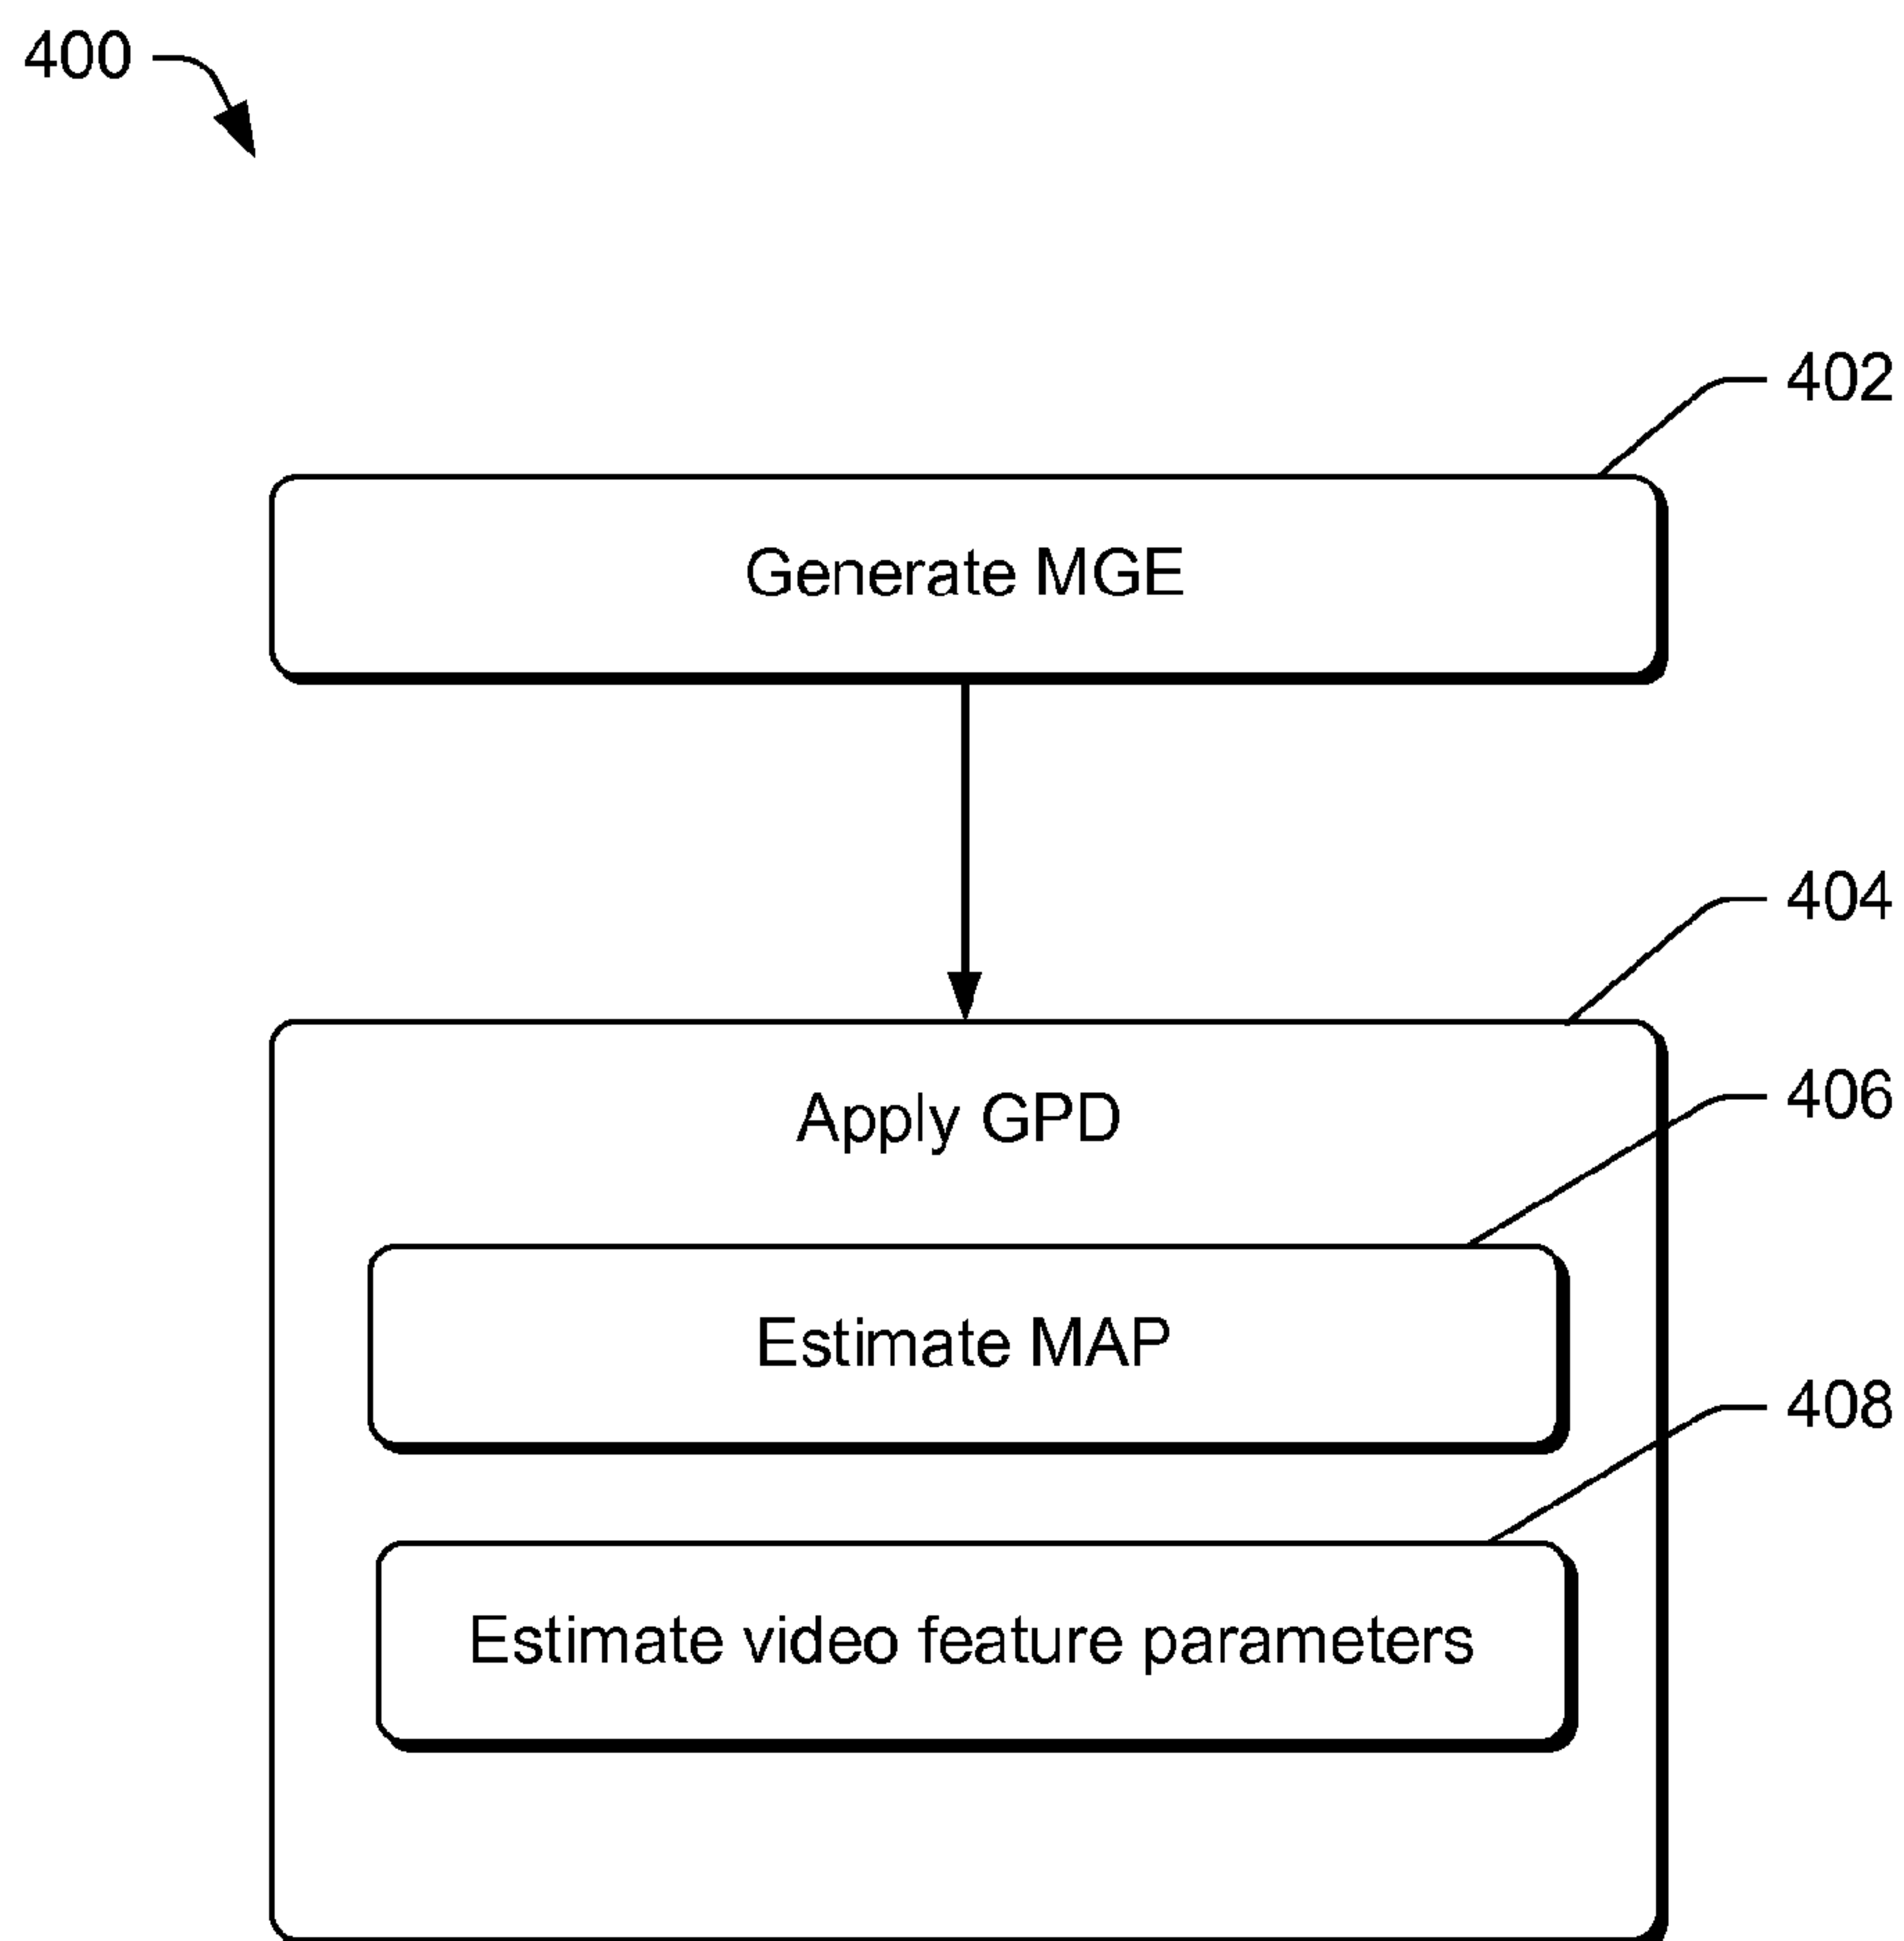 400
402
Generate MGE
404
Apply GPD
406
Estimate MAP
408
Estimate video feature parameters